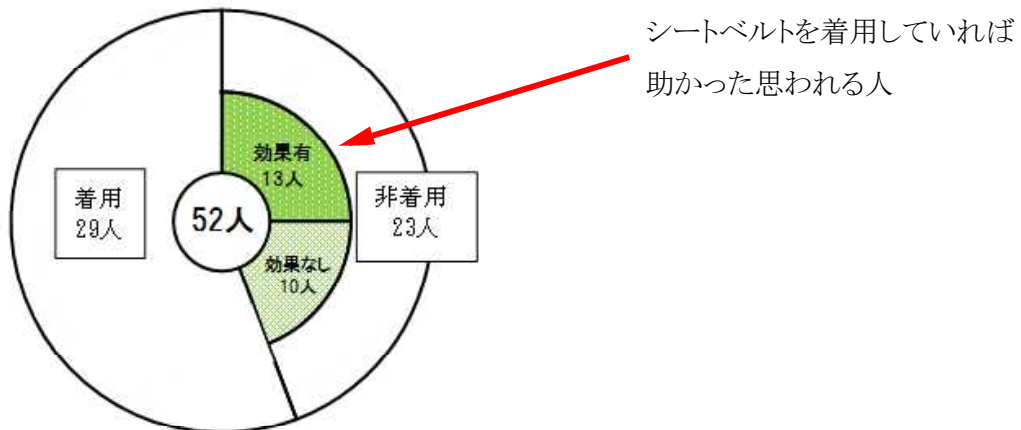 シートベルトを着用していれば
助かった思われる人
効果有
13人
着用
29人
52人
非着用
23人
効果なし
10人